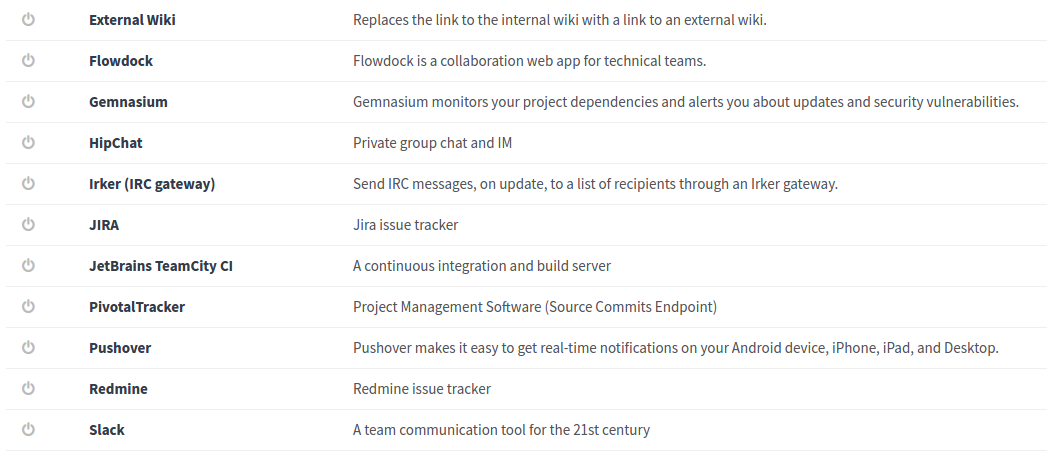 External Wiki Replaces the link to the internal wiki with a link to an external wiki.
Flowdock Flowdock is a collaboration web app for technical teams.
Gemnasium Gemnasium monitors your project dependencies and alerts you about updates and security vulnerabilities.
HipChat Private group chat and IM
Irker (IRC gateway) Send IRC messages, on update, to a list of recipients through an Irker gateway.
JIRA Jira issue tracker
JetBrains TeamCity CI A continuous integration and build server
PivotalTracker Project Management Software (Source Commits Endpoint)
Pushover Pushover makes it easy to get real-time notifications on your Android device, iPhone, iPad, and Desktop.
Redmine Redmine issue tracker
Slack A team communication tool for the 21st century